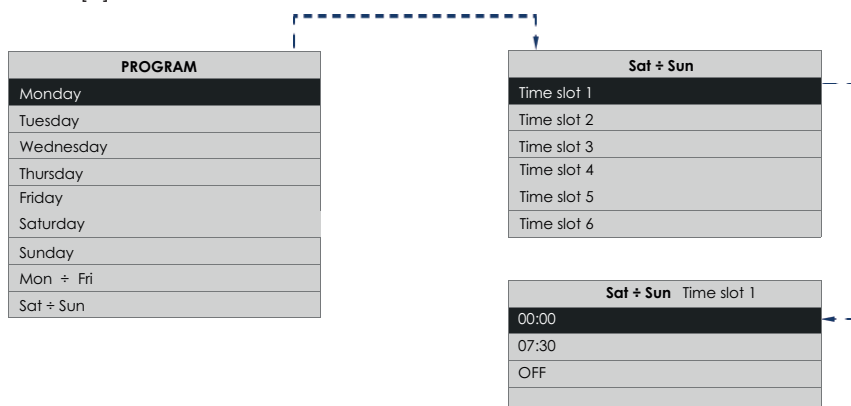 PROGRAM
Monday
Tuesday
Wednesday
Thursday
Friday
Saturday
Sunday
Mon ÷ Fri
Sat ÷ Sun
Sat ÷ Sun
Time slot 1
Time slot 2
Time slot 3
Time slot 4
Time slot 5
Time slot 6
Sat ÷ Sun Time slot 1
00:00
07:30
OFF